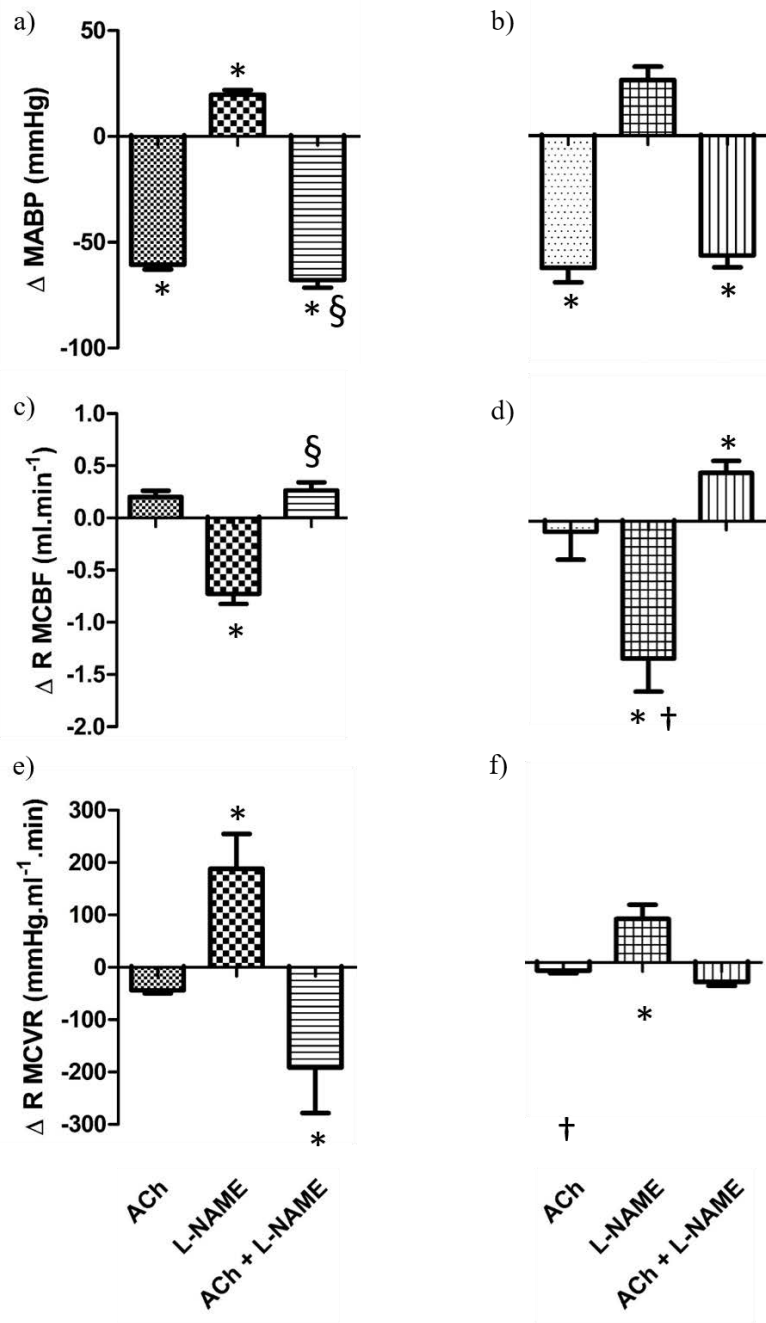 a)
b)
Δ MABP (mmHg)
50
0
-50
-100
*
*
* §
*
*
c)
d)
Δ R MCBF (ml.min⁻¹)
1.0
0.5
0.0
-0.5
-1.0
-1.5
-2.0
§
*
*
* †
e)
f)
Δ R MCVR (mmHg.ml⁻¹.min)
300
200
100
0
-100
-200
-300
*
*
*
†
ACh
L-NAME
ACh + L-NAME
ACh
L-NAME
ACh + L-NAME